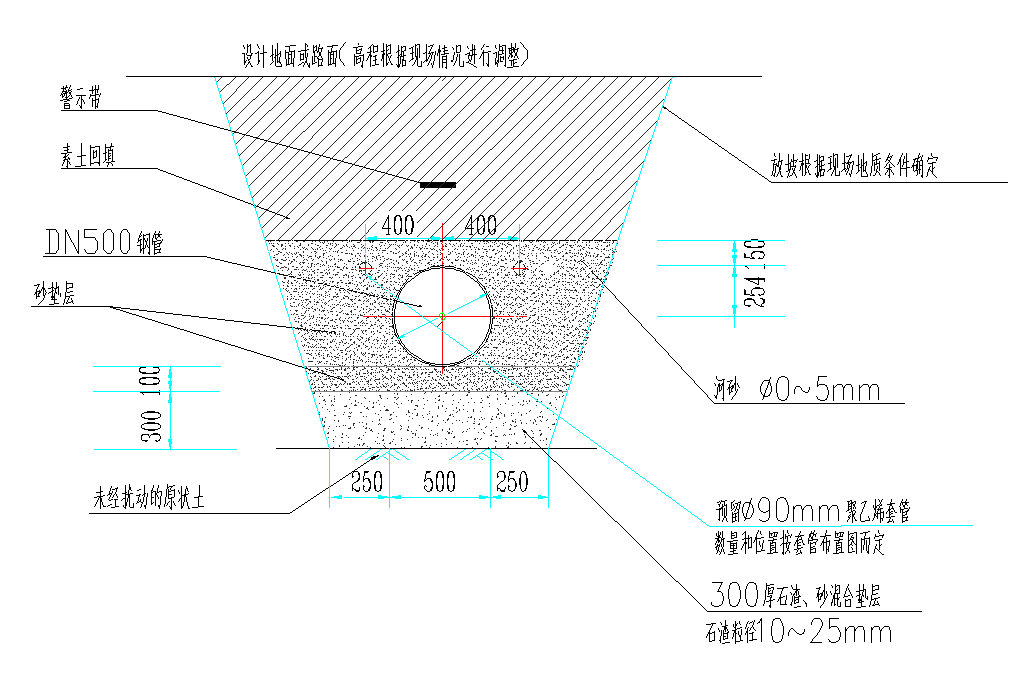 设计地面或路面(高程根据现场情况进行调整)
警示带
素土回填
放坡根据现场地质条件确定
400
400
DN500钢管
150
254
砂垫层
100
300
河砂 Ø0~5mm
250
500
250
未经扰动的原状土
预留Ø90mm聚乙烯套管
数量和位置按套管布置图而定
300厚石渣、砂混合垫层
石渣粒径10~25mm